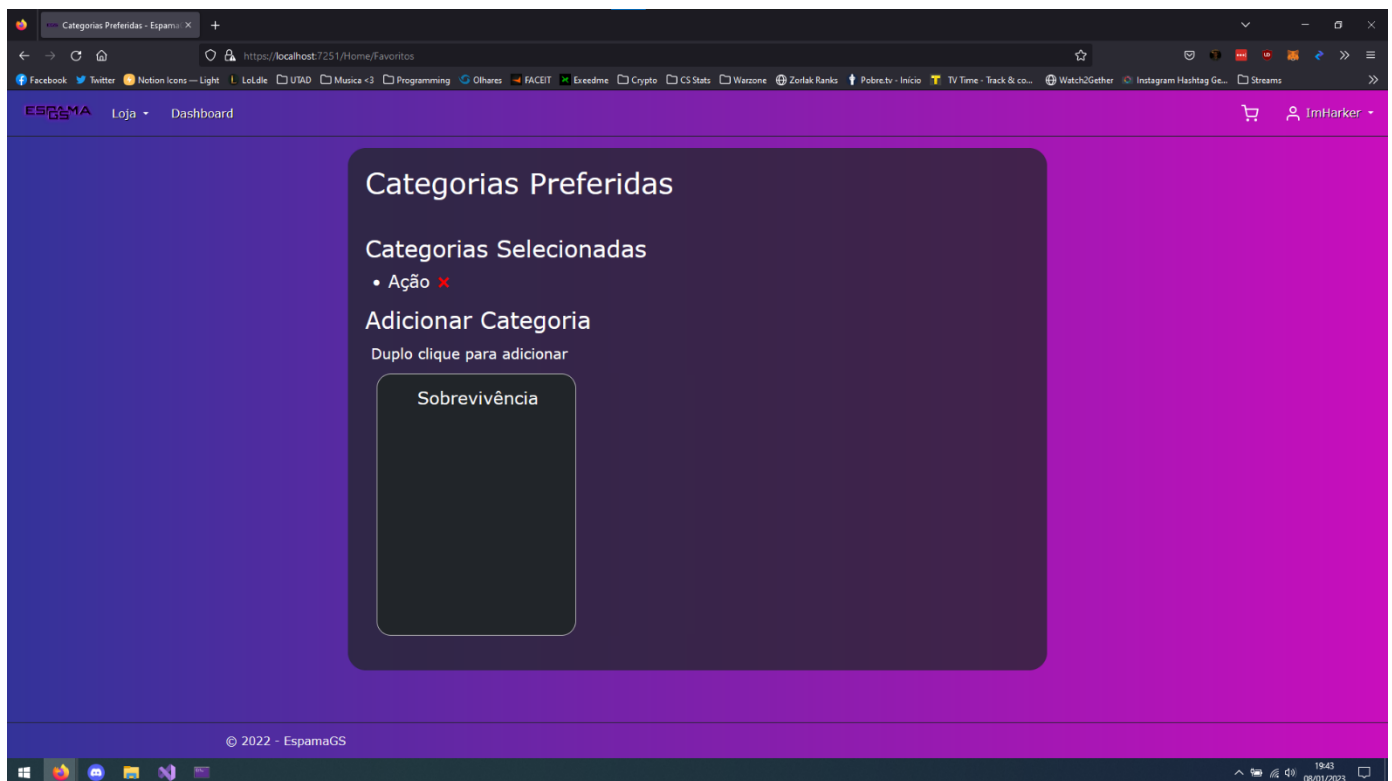 Categorias Preferidas - Espama
https://localhost:7251/Home/Favoritos
Facebook Twitter Notion Icons — Light LoLdle UTAD Musica <3 Programming Olhares FACEIT Exeedme Crypto CS Stats Warzone Zorlak Ranks Pobre.tv - Início TV Time - Track & co... Watch2Gether Instagram Hashtag Ge... Streams
ESPAMA GS Loja Dashboard ImHarker
Categorias Preferidas
Categorias Selecionadas
• Ação
Adicionar Categoria
Duplo clique para adicionar
Sobrevivência
© 2022 - EspamaGS
19:43
08/01/2023